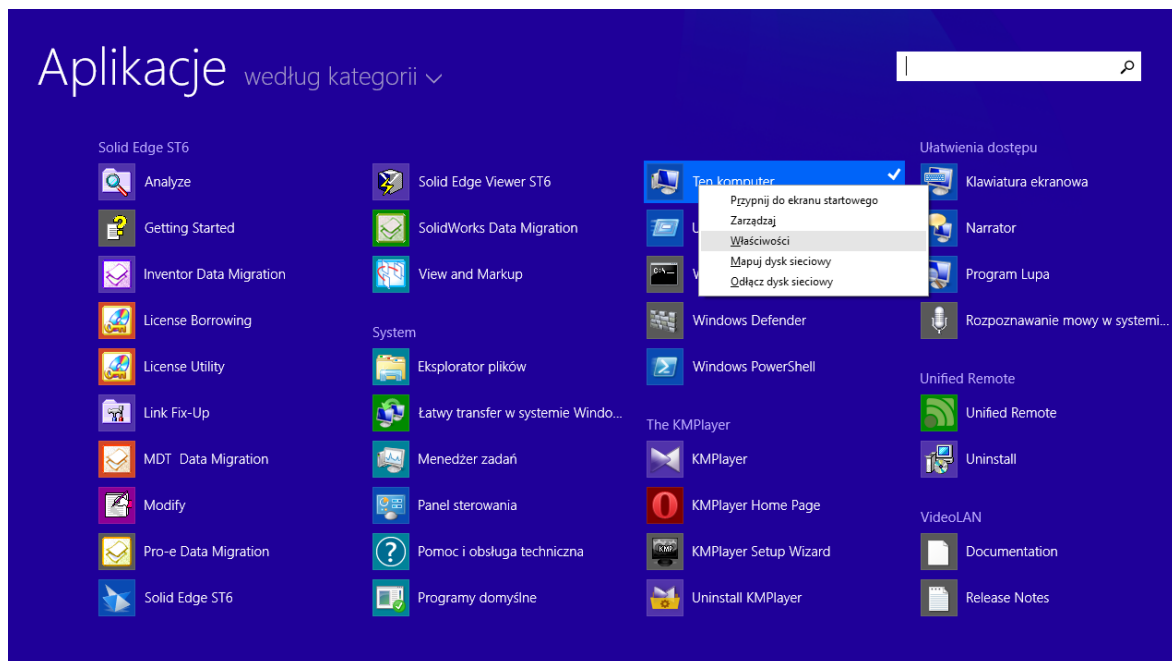 Aplikacje według kategorii
Solid Edge ST6
Analyze
Getting Started
Inventor Data Migration
License Borrowing
License Utility
Link Fix-Up
MDT Data Migration
Modify
Pro-e Data Migration
Solid Edge ST6
Solid Edge Viewer ST6
SolidWorks Data Migration
View and Markup
System
Eksplorator plików
Łatwy transfer w systemie Windo...
Menedżer zadań
Panel sterowania
Pomoc i obsługa techniczna
Programy domyślne
Ten komputer
Przypnij do ekranu startowego
Zarządzaj
Właściwości
Mapuj dysk sieciowy
Odłącz dysk sieciowy
Windows Defender
Windows PowerShell
The KMPlayer
KMPlayer
KMPlayer Home Page
KMPlayer Setup Wizard
Uninstall KMPlayer
Ułatwienia dostępu
Klawiatura ekranowa
Narrator
Program Lupa
Rozpoznawanie mowy w systemi...
Unified Remote
Unified Remote
Uninstall
VideoLAN
Documentation
Release Notes